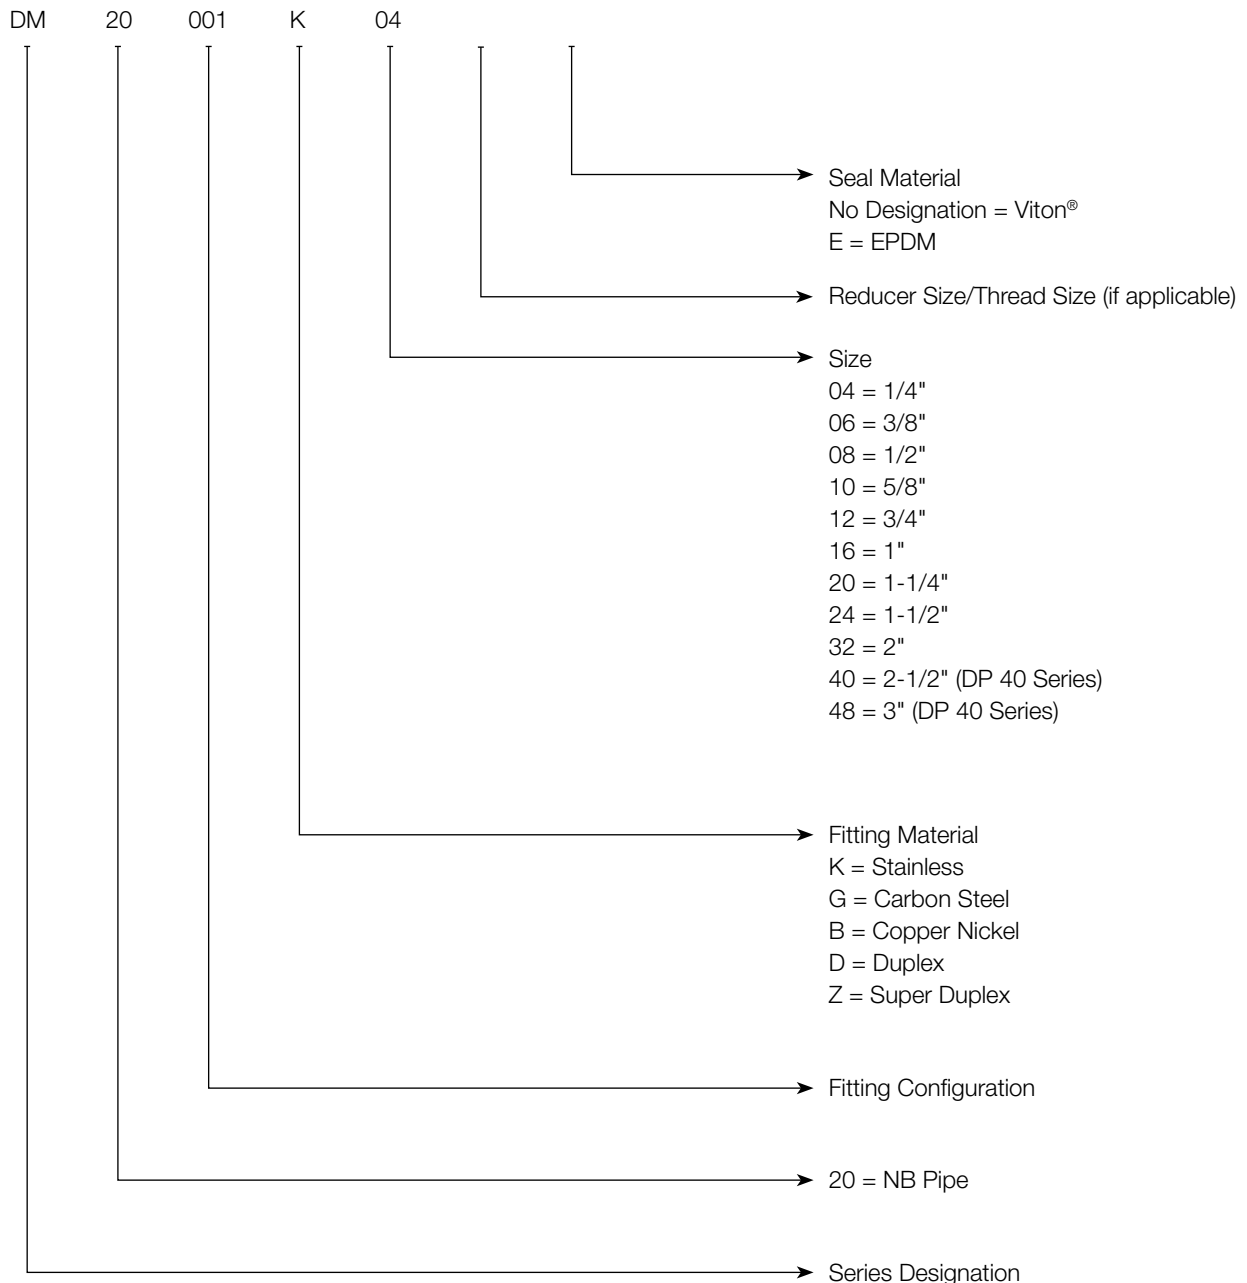 DM 20 001 K 04
Seal Material
No Designation = Viton®
E = EPDM
Reducer Size/Thread Size (if applicable)
Size
04 = 1/4"
06 = 3/8"
08 = 1/2"
10 = 5/8"
12 = 3/4"
16 = 1"
20 = 1-1/4"
24 = 1-1/2"
32 = 2"
40 = 2-1/2" (DP 40 Series)
48 = 3" (DP 40 Series)
Fitting Material
K = Stainless
G = Carbon Steel
B = Copper Nickel
D = Duplex
Z = Super Duplex
Fitting Configuration
20 = NB Pipe
Series Designation